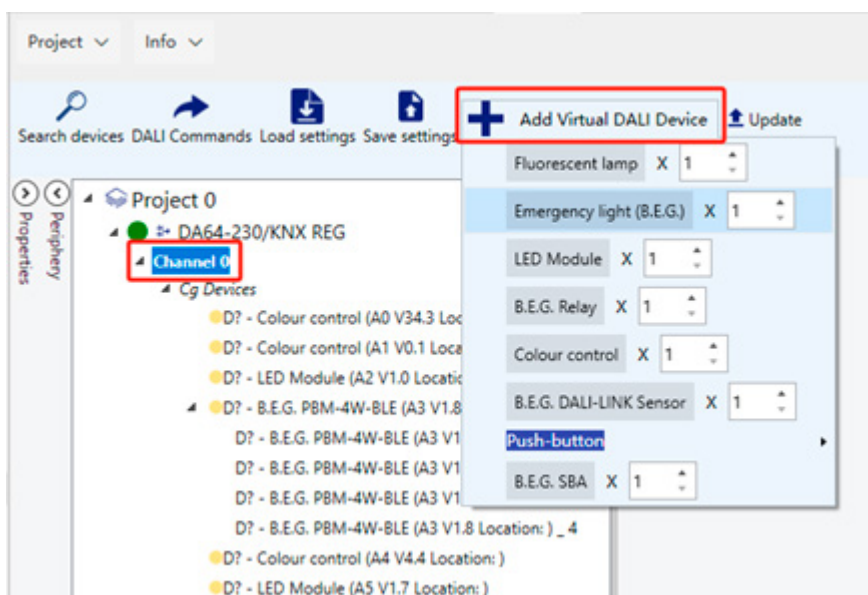 Project Info
Search devices DALI Commands Load settings Save settings Add Virtual DALI Device Update
Properties
Periphery
Project 0
DA64-230/KNX REG
Channel 0
Cg Devices
D? - Colour control (A0 V34.3 Loc
D? - Colour control (A1 V0.1 Loca
D? - LED Module (A2 V1.0 Locatio
D? - B.E.G. PBM-4W-BLE (A3 V1.8
D? - B.E.G. PBM-4W-BLE (A3 V1
D? - B.E.G. PBM-4W-BLE (A3 V1
D? - B.E.G. PBM-4W-BLE (A3 V1
D? - B.E.G. PBM-4W-BLE (A3 V1.8 Location: ) _ 4
D? - Colour control (A4 V4.4 Location: )
D? - LED Module (A5 V1.7 Location: )
Fluorescent lamp X 1
Emergency light (B.E.G.) X 1
LED Module X 1
B.E.G. Relay X 1
Colour control X 1
B.E.G. DALI-LINK Sensor X 1
Push-button
B.E.G. SBA X 1